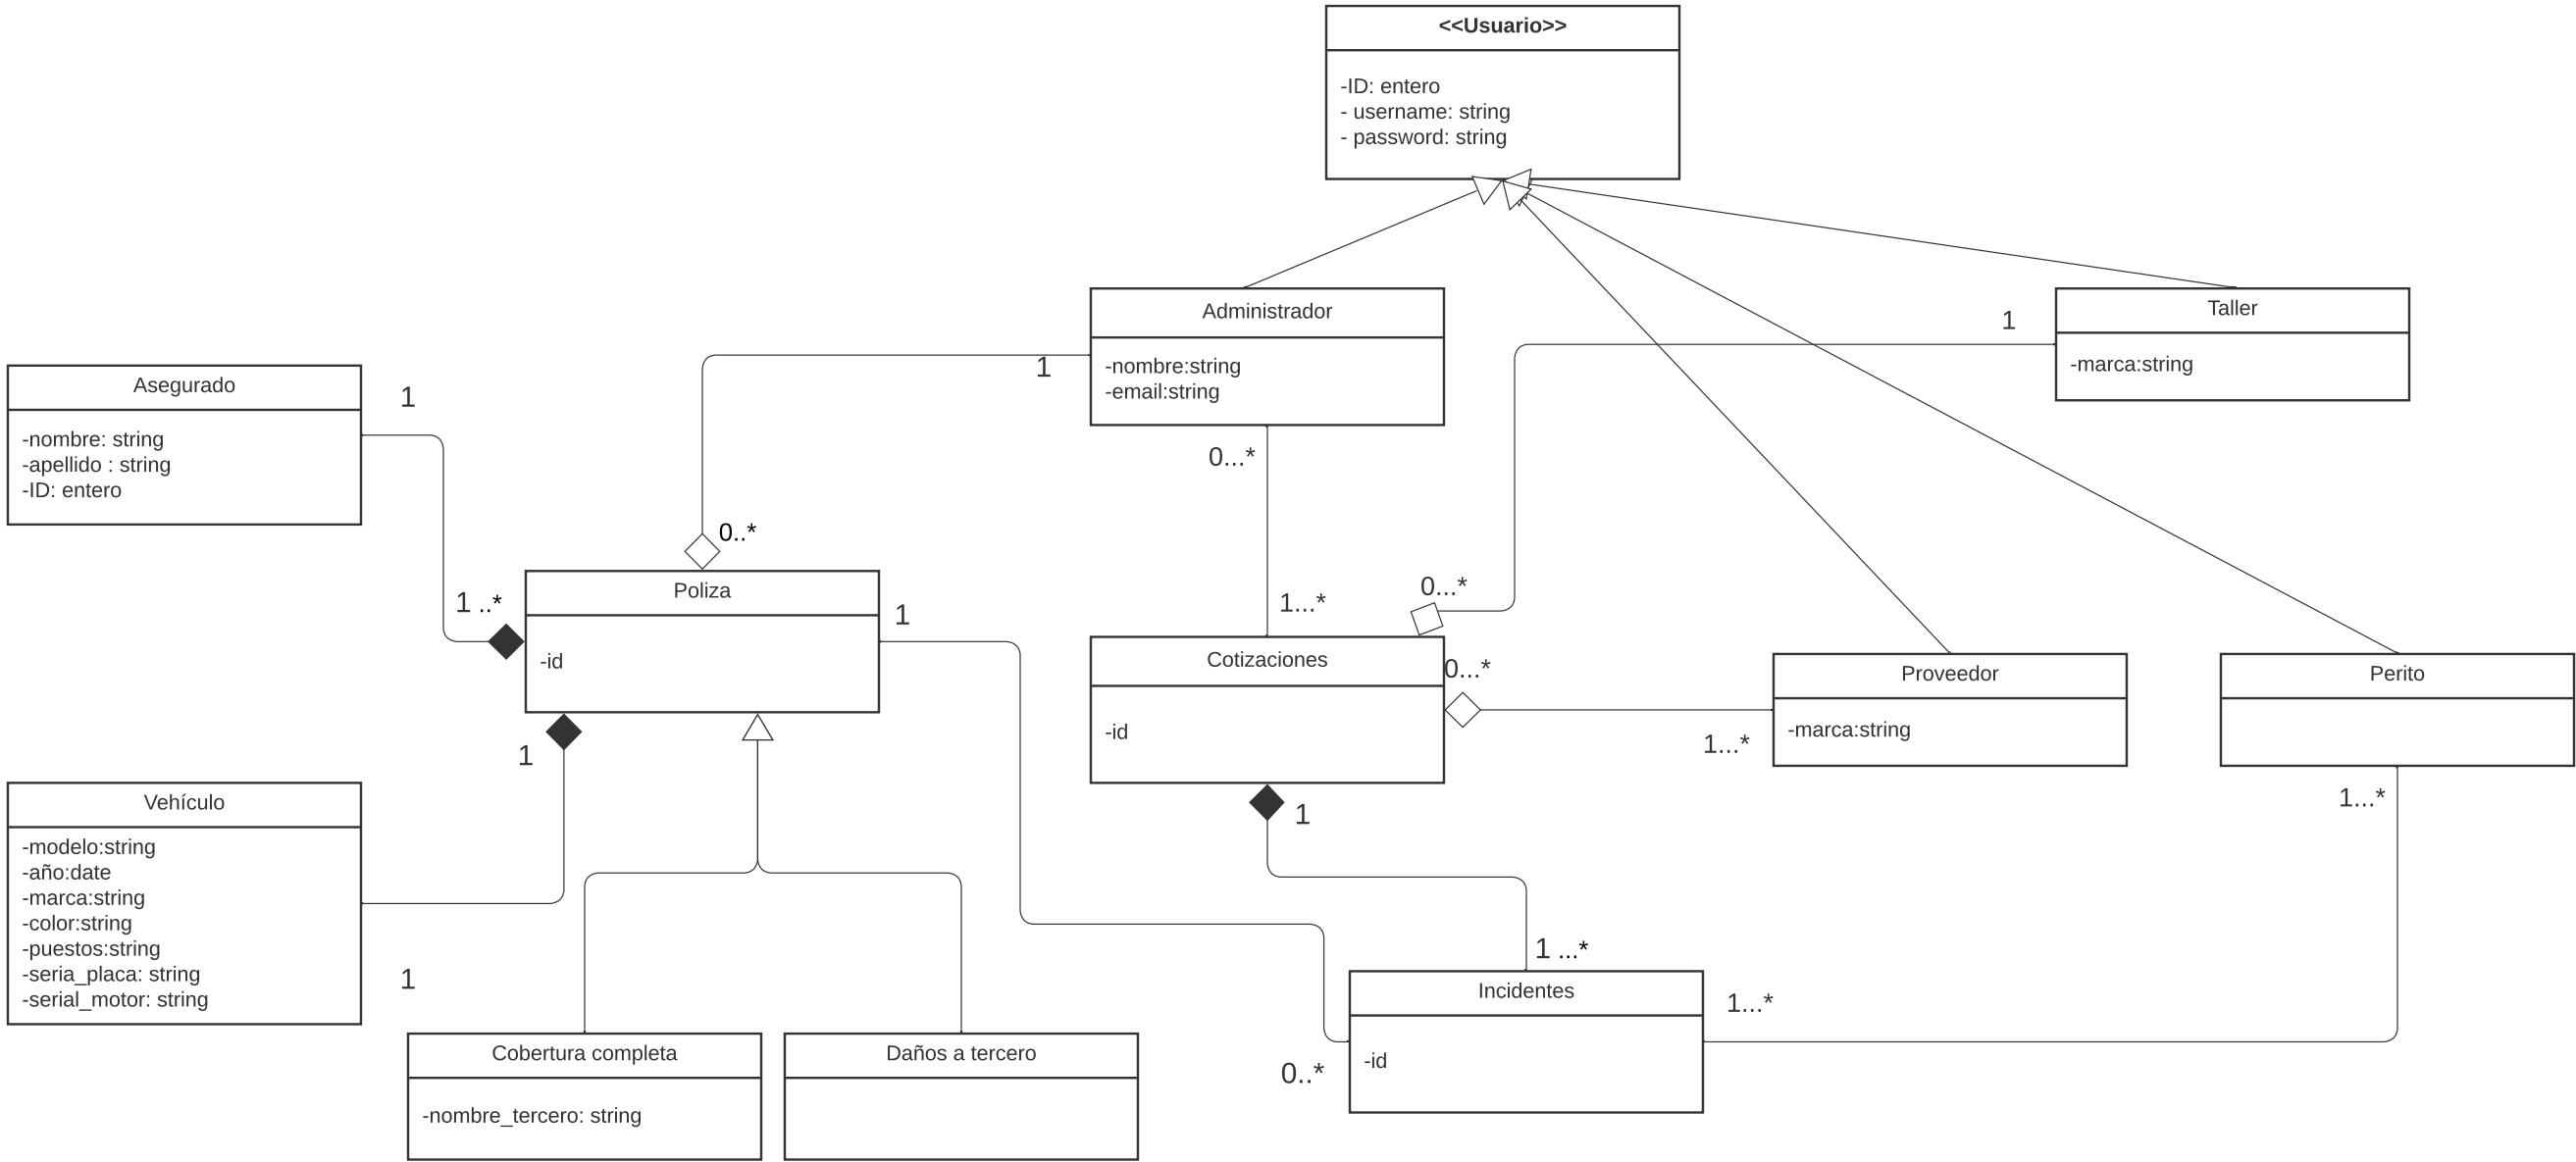 <<Usuario>>
-ID: entero
- username: string
- password: string
Administrador
-nombre:string
-email:string
1
0...*
Taller
-marca:string
1
Asegurado
-nombre: string
-apellido : string
-ID: entero
1
1 ..*
0..*
Poliza
-id
1
1
1...*
0...*
Cotizaciones
-id
0...*
1
Proveedor
-marca:string
1...*
Perito
1...*
Vehículo
-modelo:string
-año:date
-marca:string
-color:string
-puestos:string
-seria_placa: string
-serial_motor: string
1
Cobertura completa
-nombre_tercero: string
Daños a tercero
1 ...*
Incidentes
-id
1...*
0..*